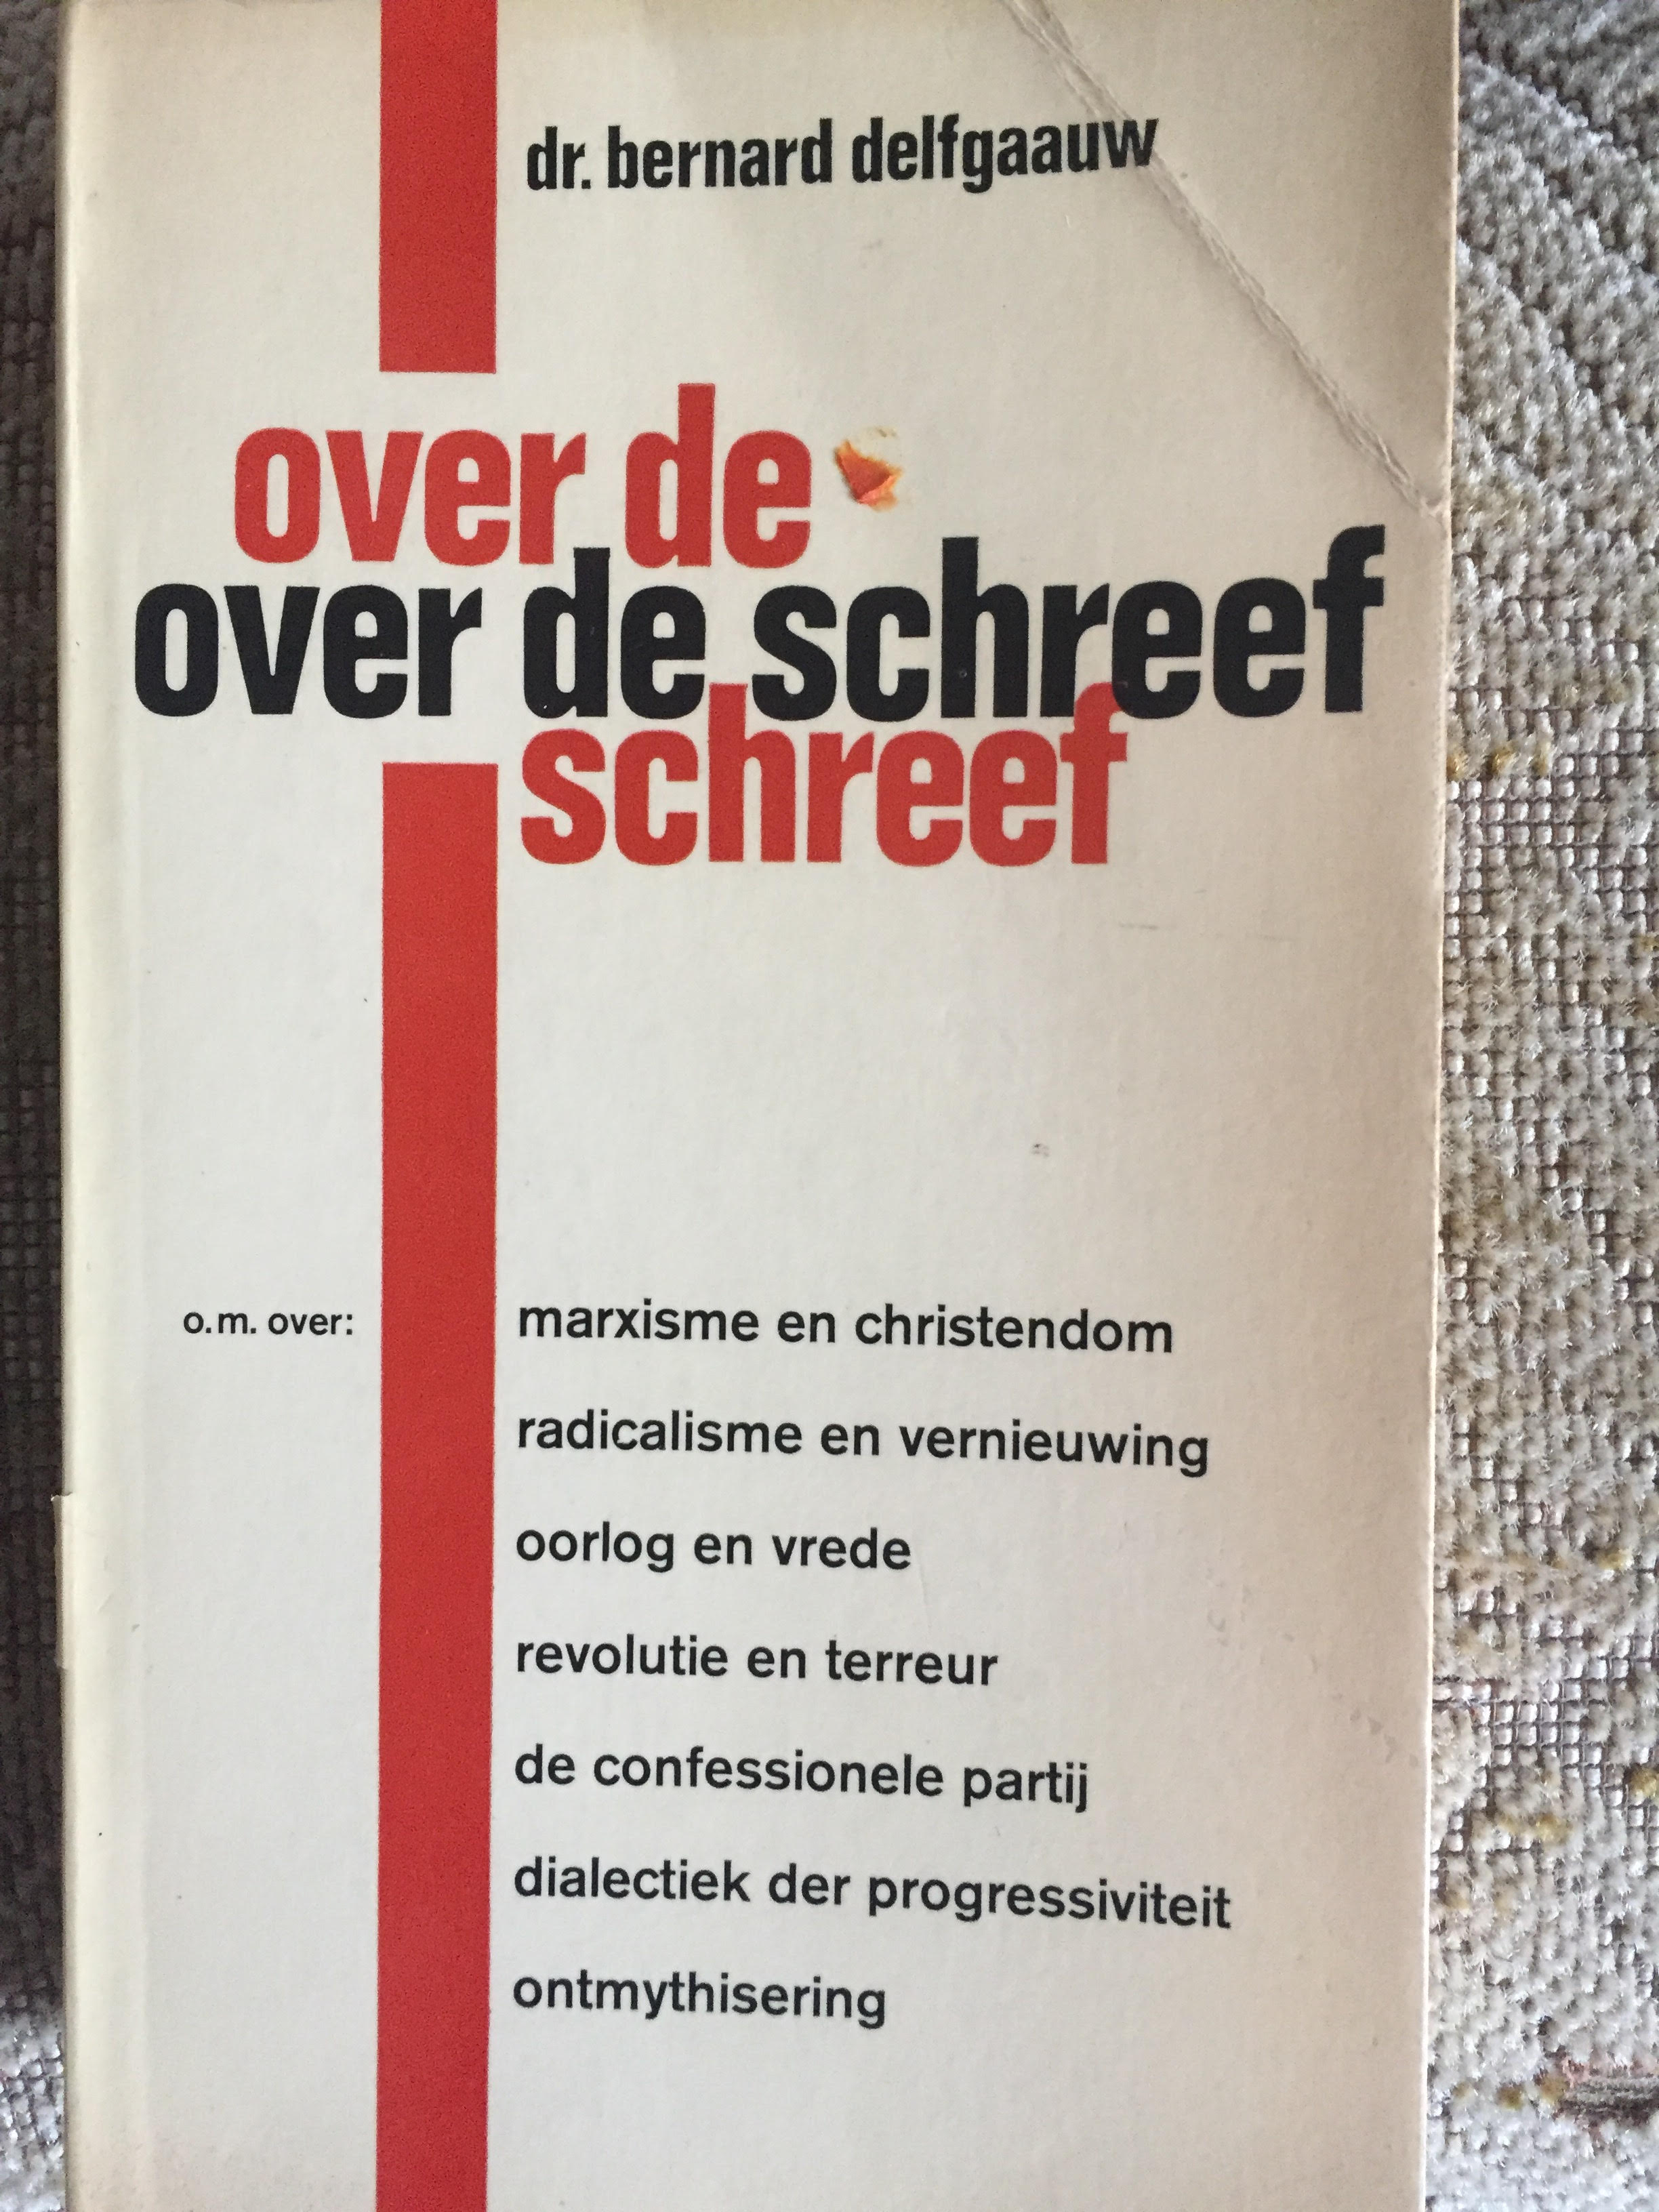 dr. bernard delfgaauw
over de
over de schreef
schreef
o.m. over:
marxisme en christendom
radicalisme en vernieuwing
oorlog en vrede
revolutie en terreur
de confessionele partij
dialectiek der progressiviteit
ontmythisering